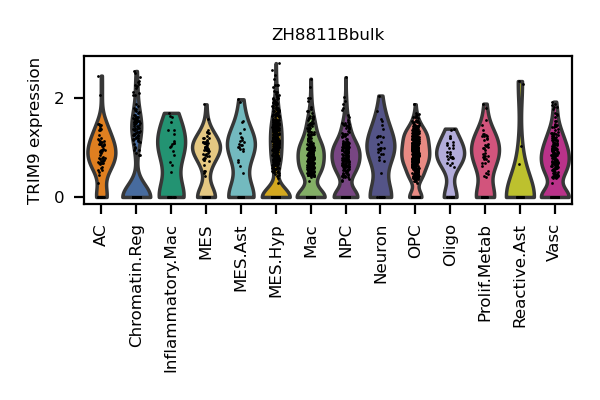 ZH8811Bbulk
TRIM9 expression
2
0
AC
Chromatin.Reg
Inflammatory.Mac
MES
MES.Ast
MES.Hyp
Mac
NPC
Neuron
OPC
Oligo
Prolif.Metab
Reactive.Ast
Vasc